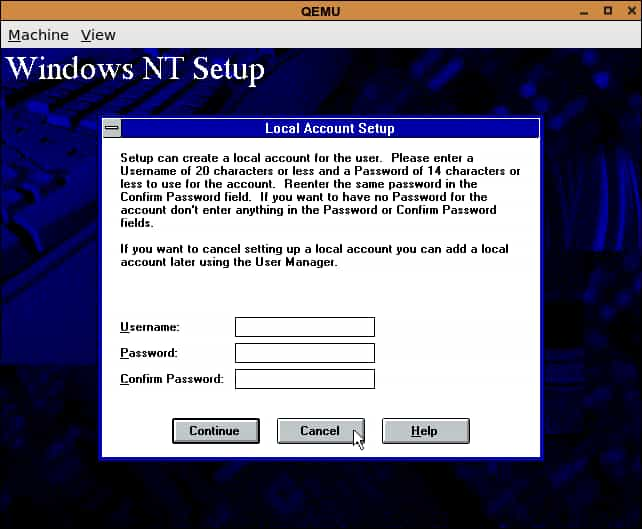 QEMU
Machine View
Windows NT Setup
Local Account Setup
Setup can create a local account for the user. Please enter a
Username of 20 characters or less and a Password of 14 characters or
less to use for the account. Reenter the same password in the
Confirm Password field. If you want to have no Password for the
account don't enter anything in the Password or Confirm Password
fields.
If you want to cancel setting up a local account you can add a local
account later using the User Manager.
Username:
Password:
Confirm Password:
Continue Cancel Help